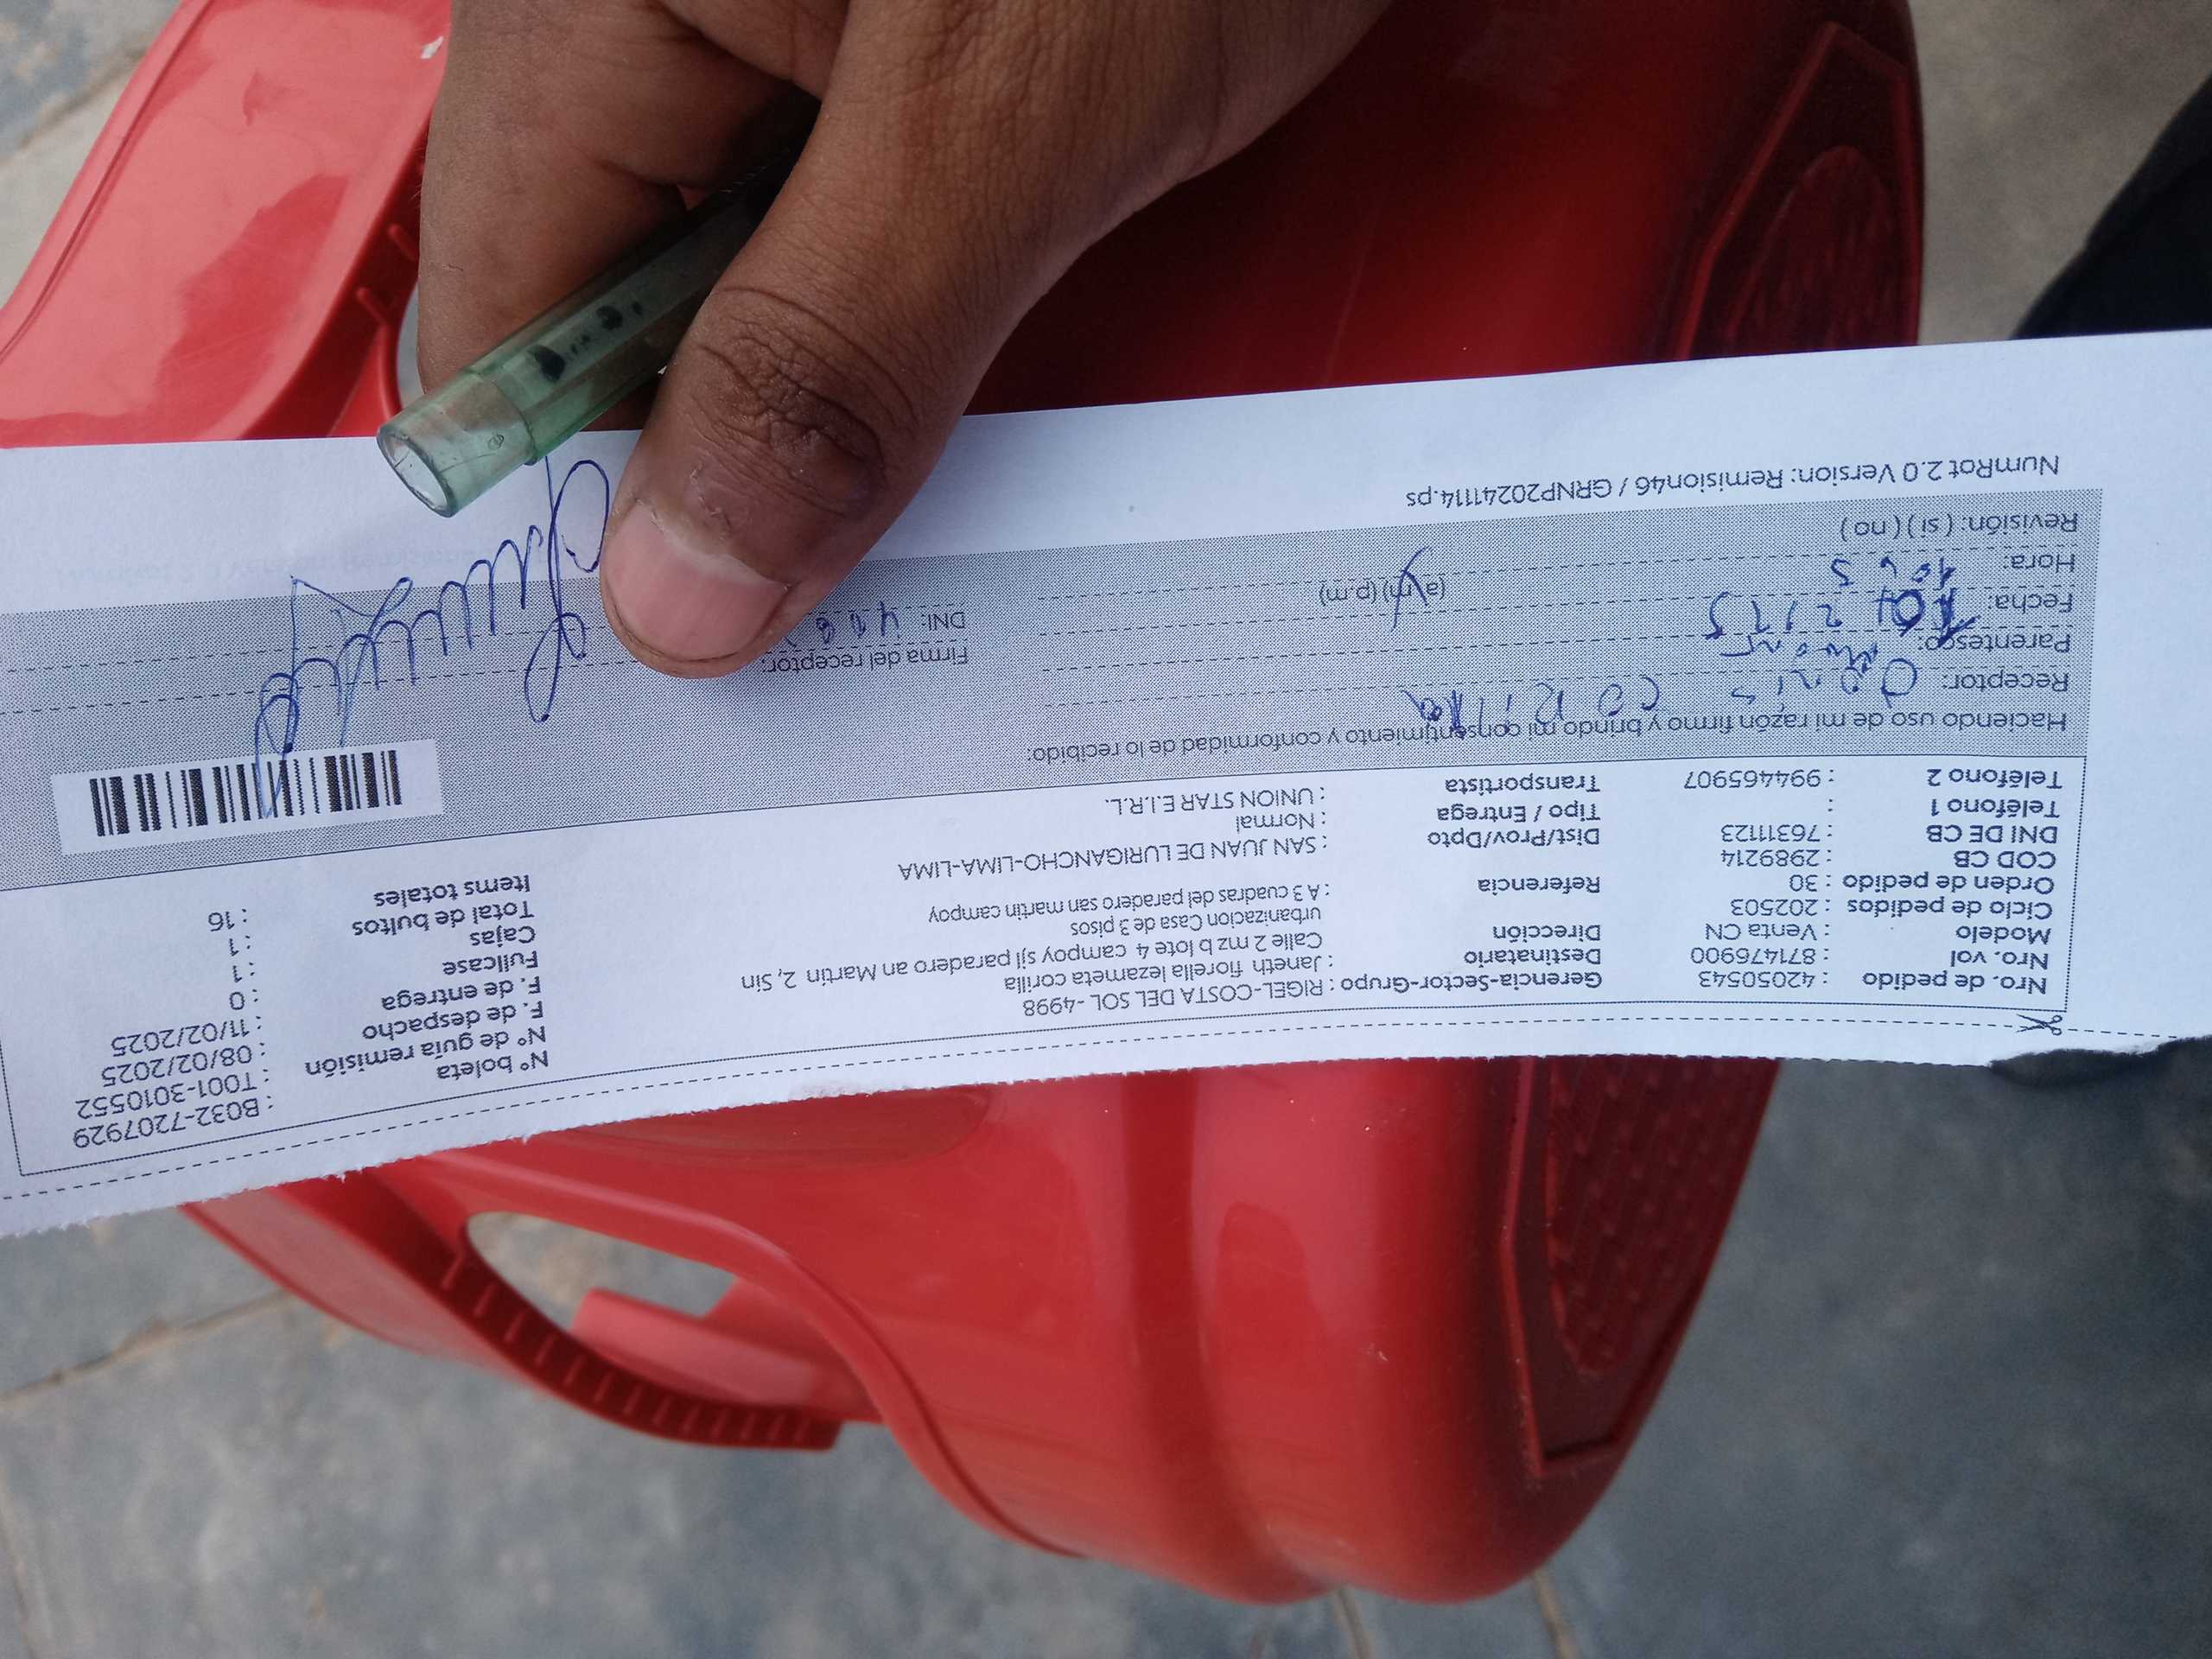 Nro. de pedido : 42050543
Nro. vol : 871476900
Modelo : Venta CN
Ciclo de pedidos : 202503
Orden de pedido : 30
COD CB : 2989214
DNI DE CB : 76311123
Teléfono 1 :
Teléfono 2 : 994465907
Gerencia-Sector-Grupo : RIGEL-COSTA DEL SOL -4998
Destinatario : Janeth fiorella lezameta corilla
Dirección Calle 2 mz b lote 4 campoy sjl paradero an Martin 2, Sin
urbanizacion Casa de 3 pisos
Referencia : A 3 cuadras del paradero san martin campoy
Dist/Prov/Dpto : SAN JUAN DE LURIGANCHO-LIMA-LIMA
Tipo / Entrega : Normal
Transportista : UNION STAR E.I.R.L.
N° boleta : B032-7207929
N° de guía remisión : T001-3010552
F. de despacho : 08/02/2025
F. de entrega : 11/02/2025
Fullcase : 0
Cajas : 1
Total de bultos : 1
Items totales : 16
Haciendo uso de mi razón firmo y brindo mi consentimiento y conformidad de lo recibido:
Receptor:
Parentesco:
Fecha:
Hora: (a.m) (p.m)
Revisión: ( si ) ( no )
Firma del receptor:
DNI:
NumRot 2.0 Version: Remision46 / GRNP20241114.ps